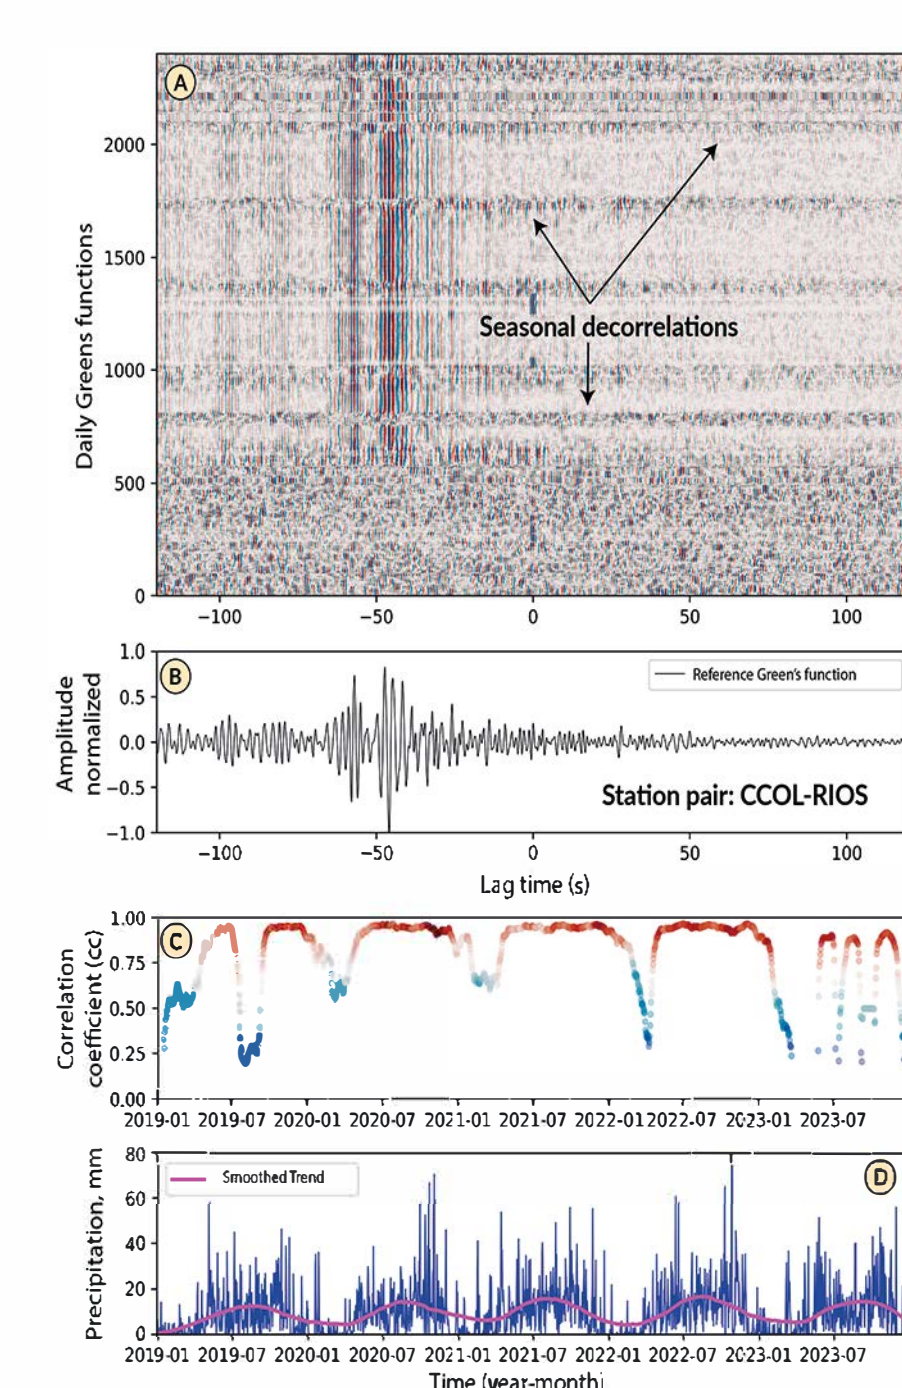 A
Daily Greens functions
2000
1500
1000
500
0
Seasonal decorrelations
−100 −50 0 50 100
B
Amplitude
normalized
1.0
0.5
0.0
−0.5
−1.0
Reference Green's function
Station pair: CCOL-RIOS
−100 −50 0 50 100
Lag time (s)
C
Correlation
coefficient (cc)
1.00
0.75
0.50
0.25
0.00
2019-01 2019-07 2020-01 2020-07 2021-01 2021-07 2022-01 2022-07 2023-01 2023-07
D
Precipitation, mm
80
60
40
20
0
Smoothed Trend
2019-01 2019-07 2020-01 2020-07 2021-01 2021-07 2022-01 2022-07 2023-01 2023-07
Time (year-month)